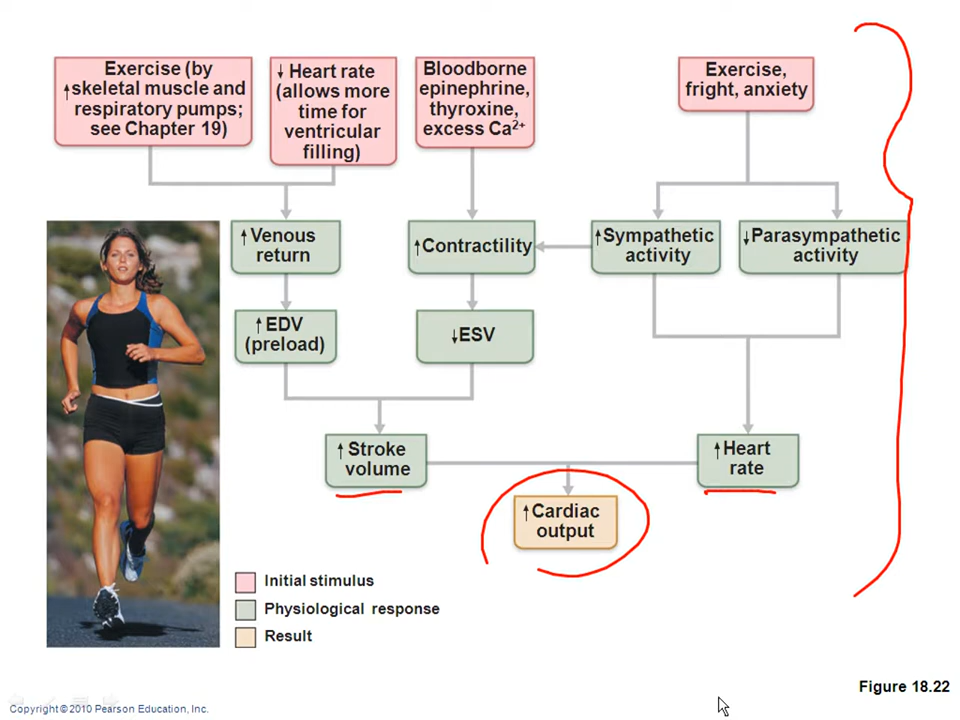 Exercise (by
↑skeletal muscle and
respiratory pumps;
see Chapter 19)
↓ Heart rate
(allows more
time for
ventricular
filling)
Bloodborne
epinephrine,
thyroxine,
excess Ca²⁺
Exercise,
fright, anxiety
↑ Venous
return
↑Contractility
↑Sympathetic
activity
↓Parasympathetic
activity
↑ EDV
(preload)
↓ESV
↑ Stroke
volume
↑ Heart
rate
↑ Cardiac
output
Initial stimulus
Physiological response
Result
Figure 18.22
Copyright © 2010 Pearson Education, Inc.